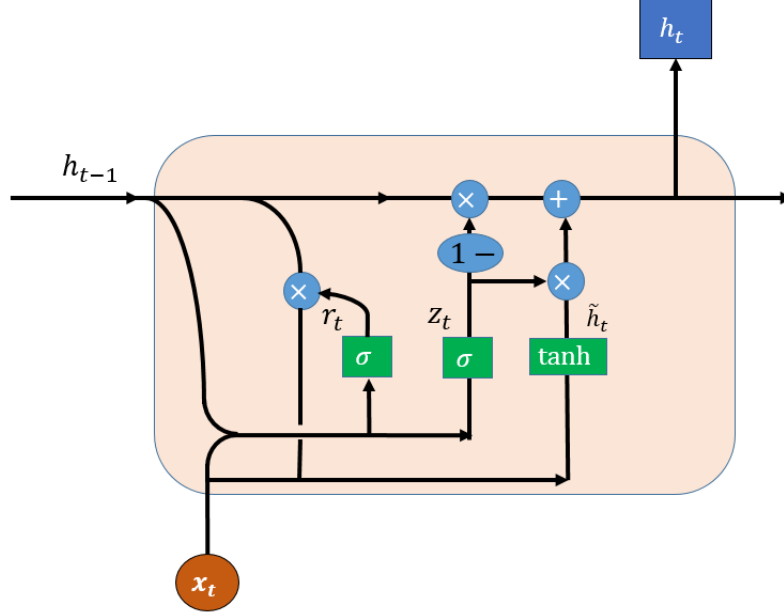 h_t
h_{t−1}
×
+
1 −
×
×
r_t
z_t
h̃_t
σ
σ
tanh
x_t